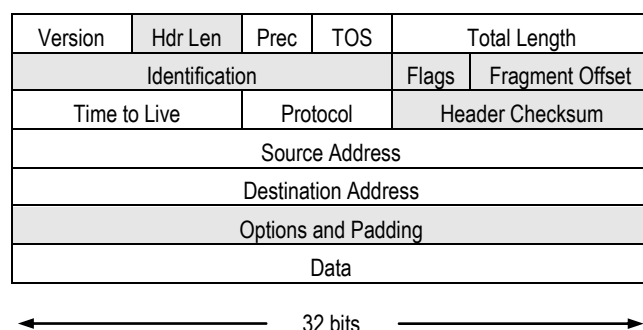 Version Hdr Len Prec TOS Total Length
Identification Flags Fragment Offset
Time to Live Protocol Header Checksum
Source Address
Destination Address
Options and Padding
Data
32 bits